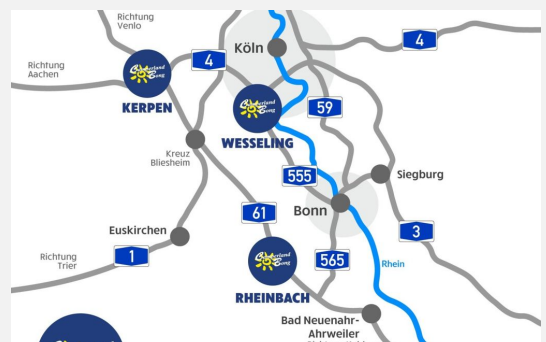 Richtung
Venlo
Köln
4
4
Richtung
Aachen
KERPEN
59
WESSELING
Kreuz
Bliesheim
555
Siegburg
61
Bonn
Euskirchen
3
1
565
Richtung
Trier
Rhein
RHEINBACH
Bad Neuenahr-
Ahrweiler